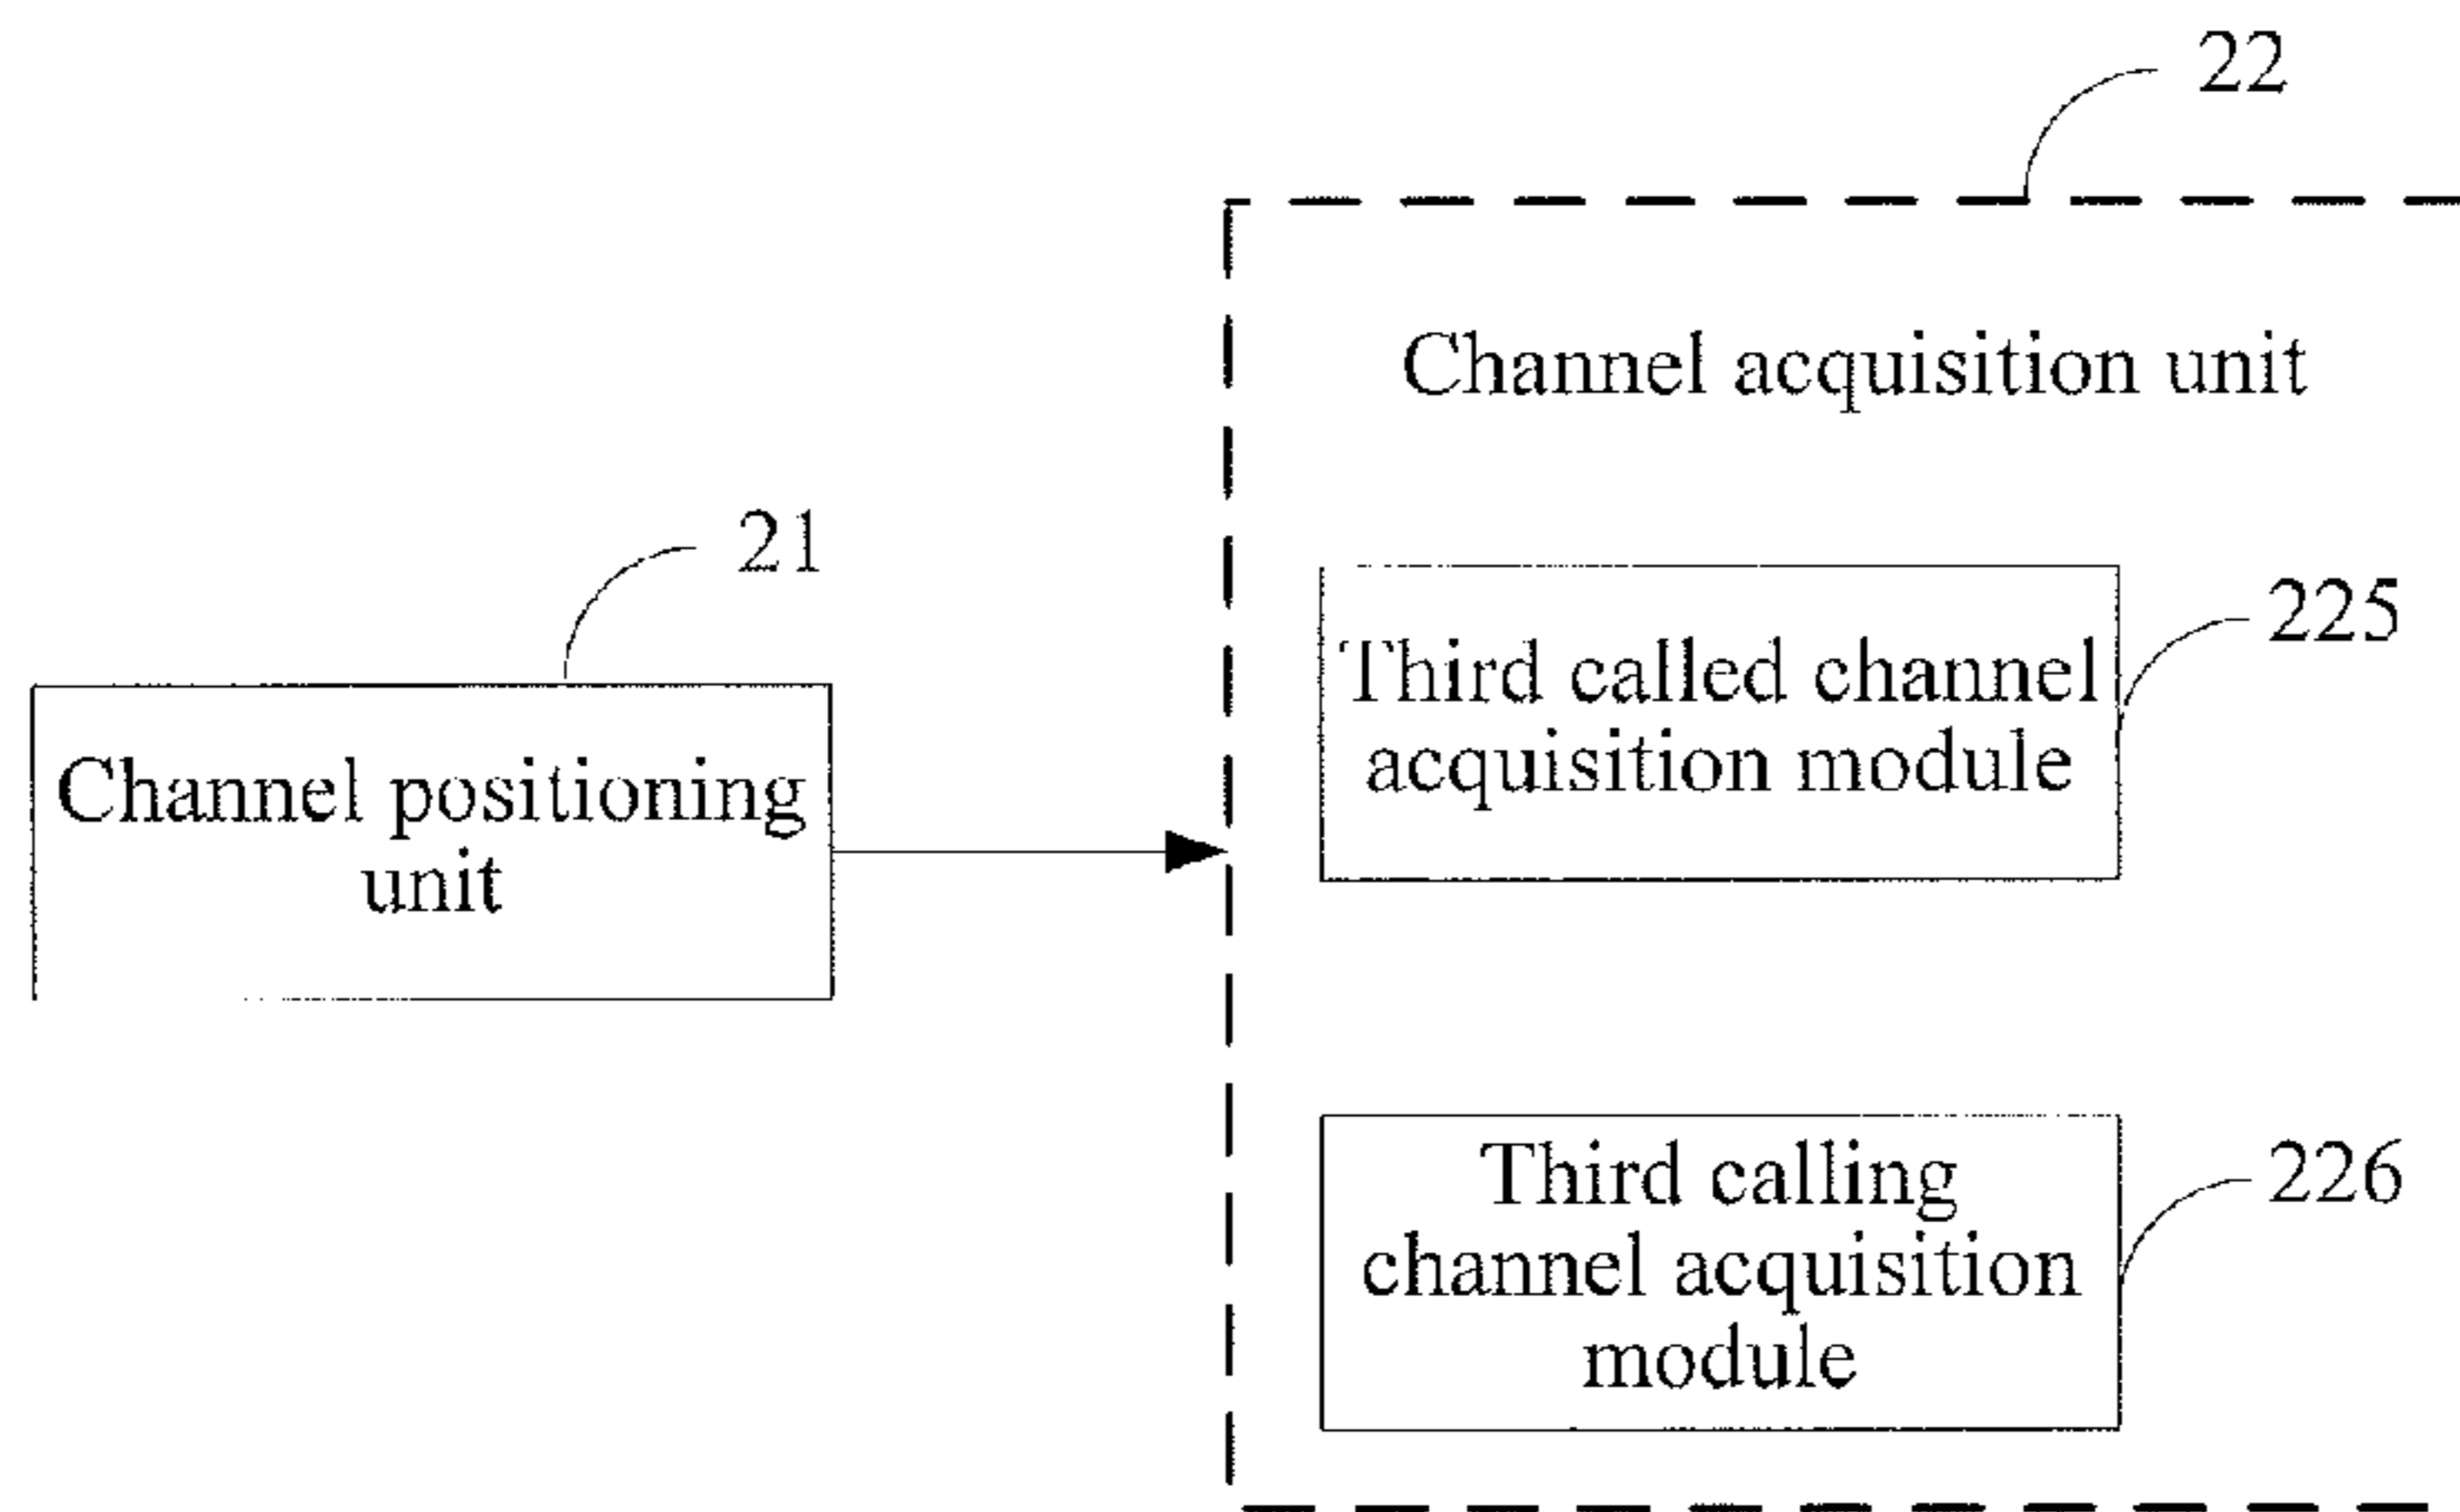 22
Channel acquisition unit
21
Channel positioning
unit
225
Third called channel
acquisition module
226
Third calling
channel acquisition
module